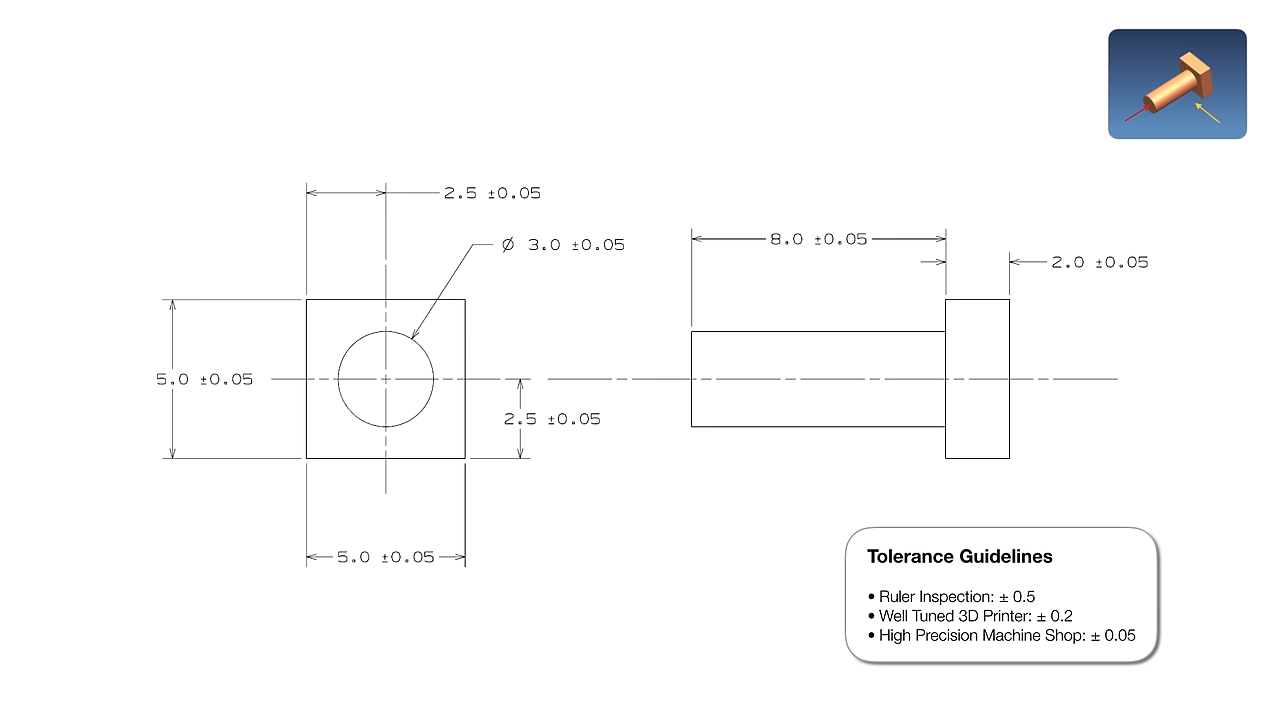 2.5 ±0.05
Ø 3.0 ±0.05
8.0 ±0.05
2.0 ±0.05
5.0 ±0.05
2.5 ±0.05
5.0 ±0.05
Tolerance Guidelines
• Ruler Inspection: ± 0.5
• Well Tuned 3D Printer: ± 0.2
• High Precision Machine Shop: ± 0.05